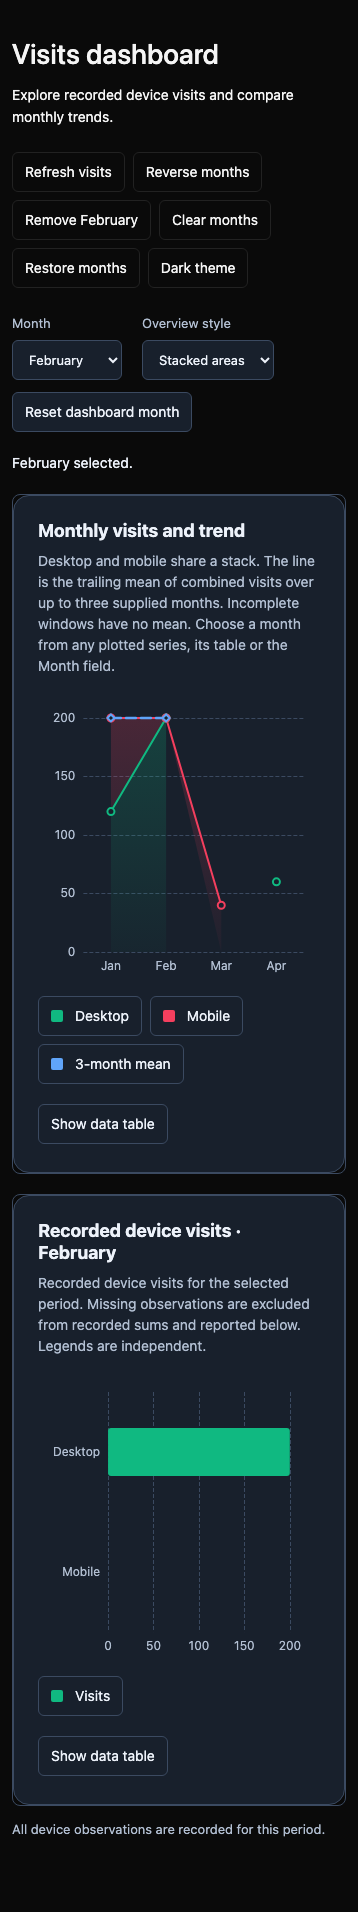 Visits dashboard
Explore recorded device visits and compare
monthly trends.
Refresh visits
Reverse months
Remove February
Clear months
Restore months
Dark theme
Month
Overview style
February
Stacked areas
Reset dashboard month
February selected.
Monthly visits and trend
Desktop and mobile share a stack. The line
is the trailing mean of combined visits over
up to three supplied months. Incomplete
windows have no mean. Choose a month
from any plotted series, its table or the
Month field.
200
150
100
50
0
Jan
Feb
Mar
Apr
Desktop
Mobile
3-month mean
Show data table
Recorded device visits ·
February
Recorded device visits for the selected
period. Missing observations are excluded
from recorded sums and reported below.
Legends are independent.
Desktop
Mobile
0
50
100
150
200
Visits
Show data table
All device observations are recorded for this period.